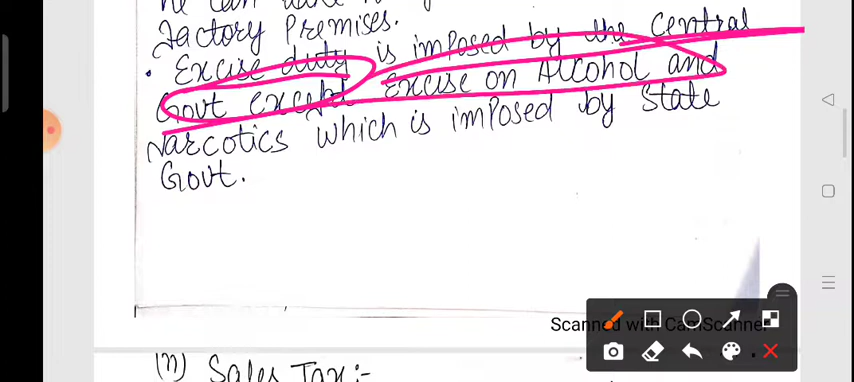 Factory Premises.
• Excise duty is imposed by the Central
Govt except Excise on Alcohol and
Narcotics which is imposed by State
Govt.
Scanned with CamScanner
(n) Sales Tax :-